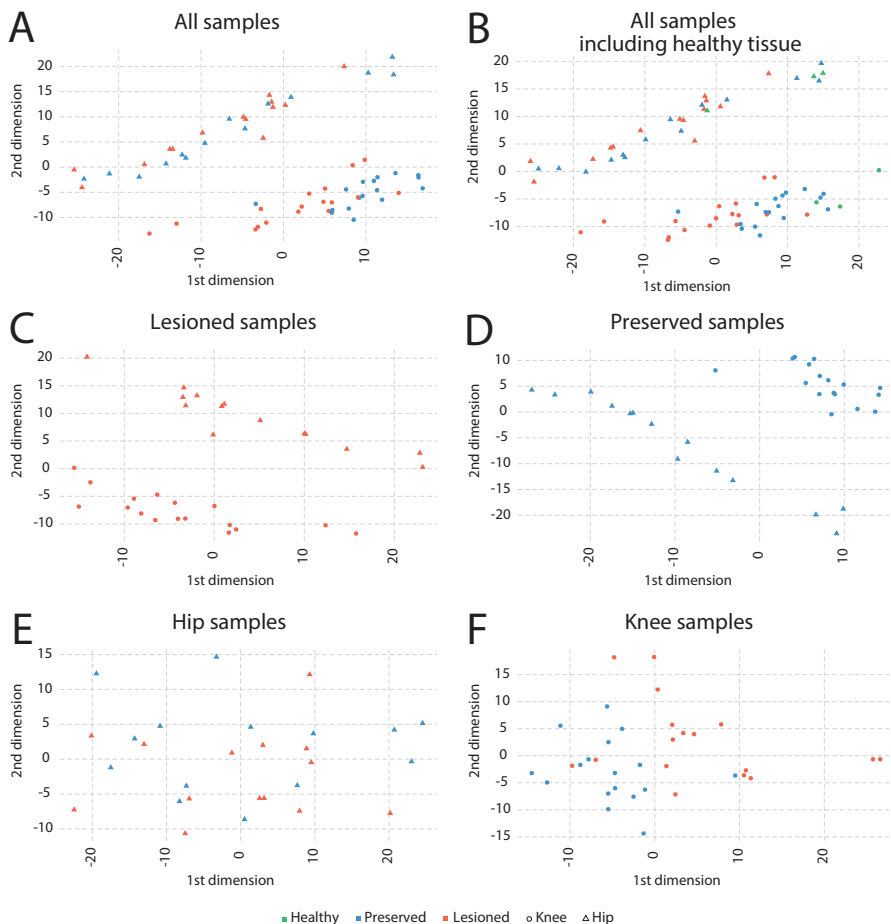 A
All samples
20
15
10
5
0
-5
-10
2nd dimension
-20
-10
0
10
1st dimension
B
All samples
including healthy tissue
20
15
10
5
0
-5
-10
2nd dimension
-20
-10
0
10
20
1st dimension
C
Lesioned samples
20
15
10
5
0
-5
-10
2nd dimension
-10
0
10
20
1st dimension
D
Preserved samples
10
5
0
-5
-10
-15
-20
2nd dimension
-20
-10
0
10
1st dimension
E
Hip samples
15
10
5
0
-5
-10
2nd dimension
-20
-10
0
10
20
1st dimension
F
Knee samples
15
10
5
0
-5
-10
-15
2nd dimension
-10
0
10
20
1st dimension
Healthy Preserved Lesioned Knee Hip